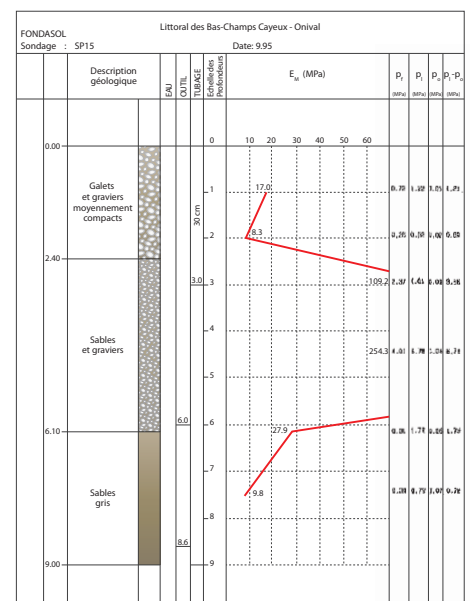 FONDASOL
Littoral des Bas-Champs Cayeux - Onival
Sondage : SP15
Date: 9.95
Description
géologique
EAU
OUTIL
TUBAGE
Echelle des
Profondeurs
E_M (MPa)
P_f
P_l
P_o
P_l-P_o
(MPa) (MPa) (MPa) (MPa)
0.00
0 10 20 30 40 50 60
Galets
et graviers
moyennement
compacts
30 cm
1
17.0
2
8.3
2.40
3.0
3
109.2
4
Sables
et graviers
254.3
5
6.0
6
27.9
6.10
7
Sables
gris
9.8
8
8.6
9.00
9